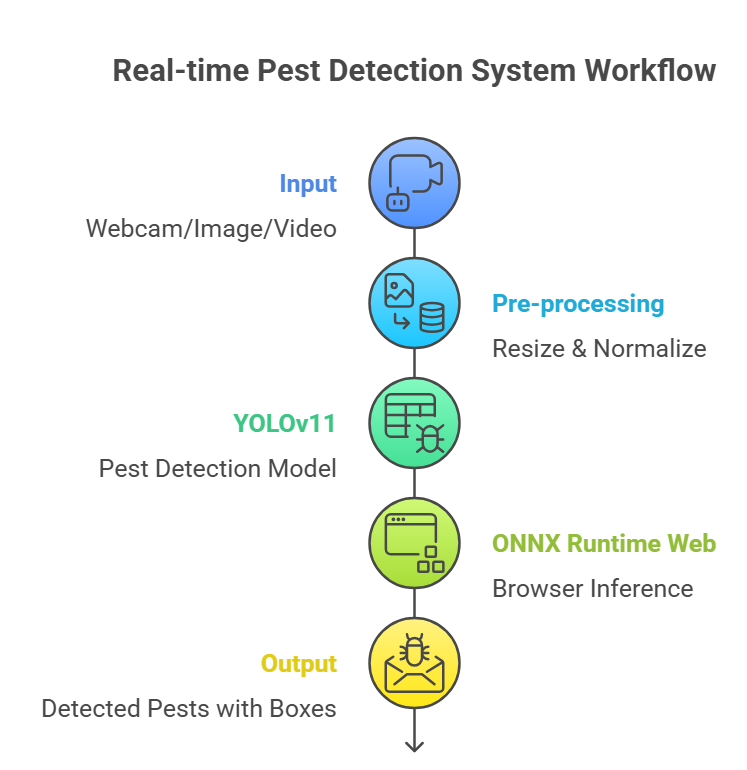 Real-time Pest Detection System Workflow
Input
Webcam/Image/Video
Pre-processing
Resize & Normalize
YOLOv11
Pest Detection Model
ONNX Runtime Web
Browser Inference
Output
Detected Pests with Boxes